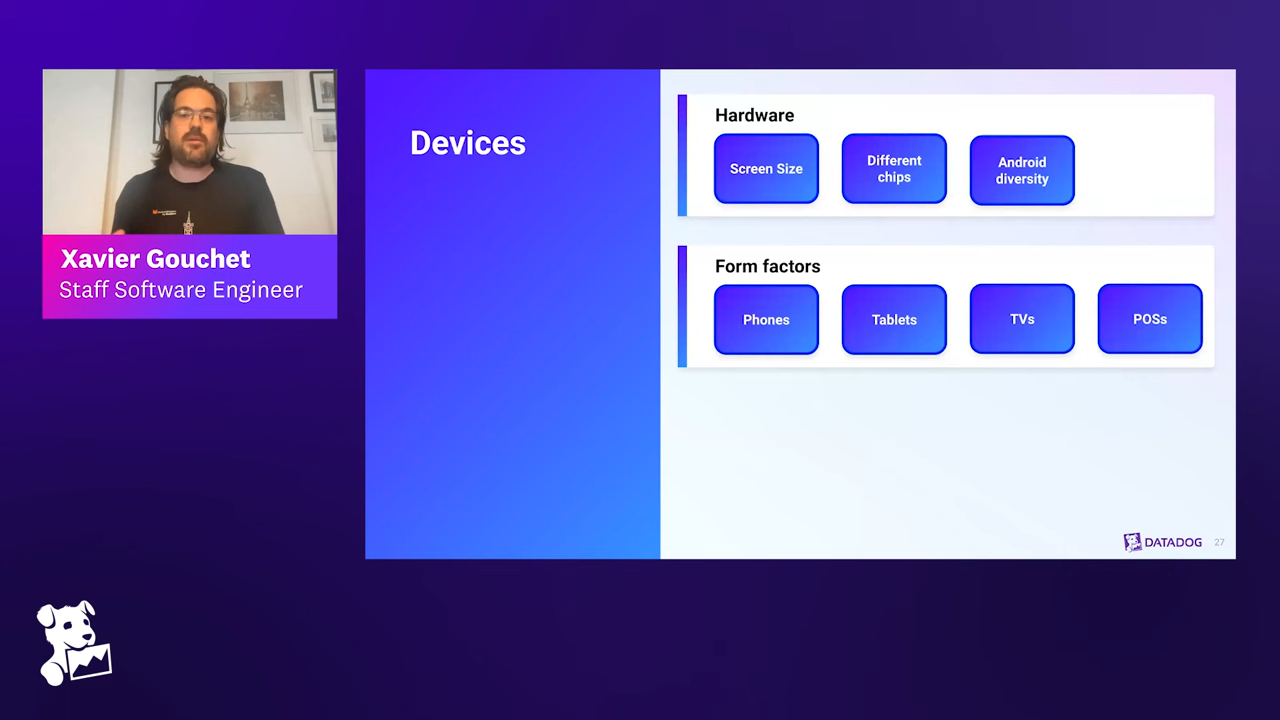 Xavier Gouchet
Staff Software Engineer
Devices
Hardware
Screen Size
Different
chips
Android
diversity
Form factors
Phones
Tablets
TVs
POSs
DATADOG
27